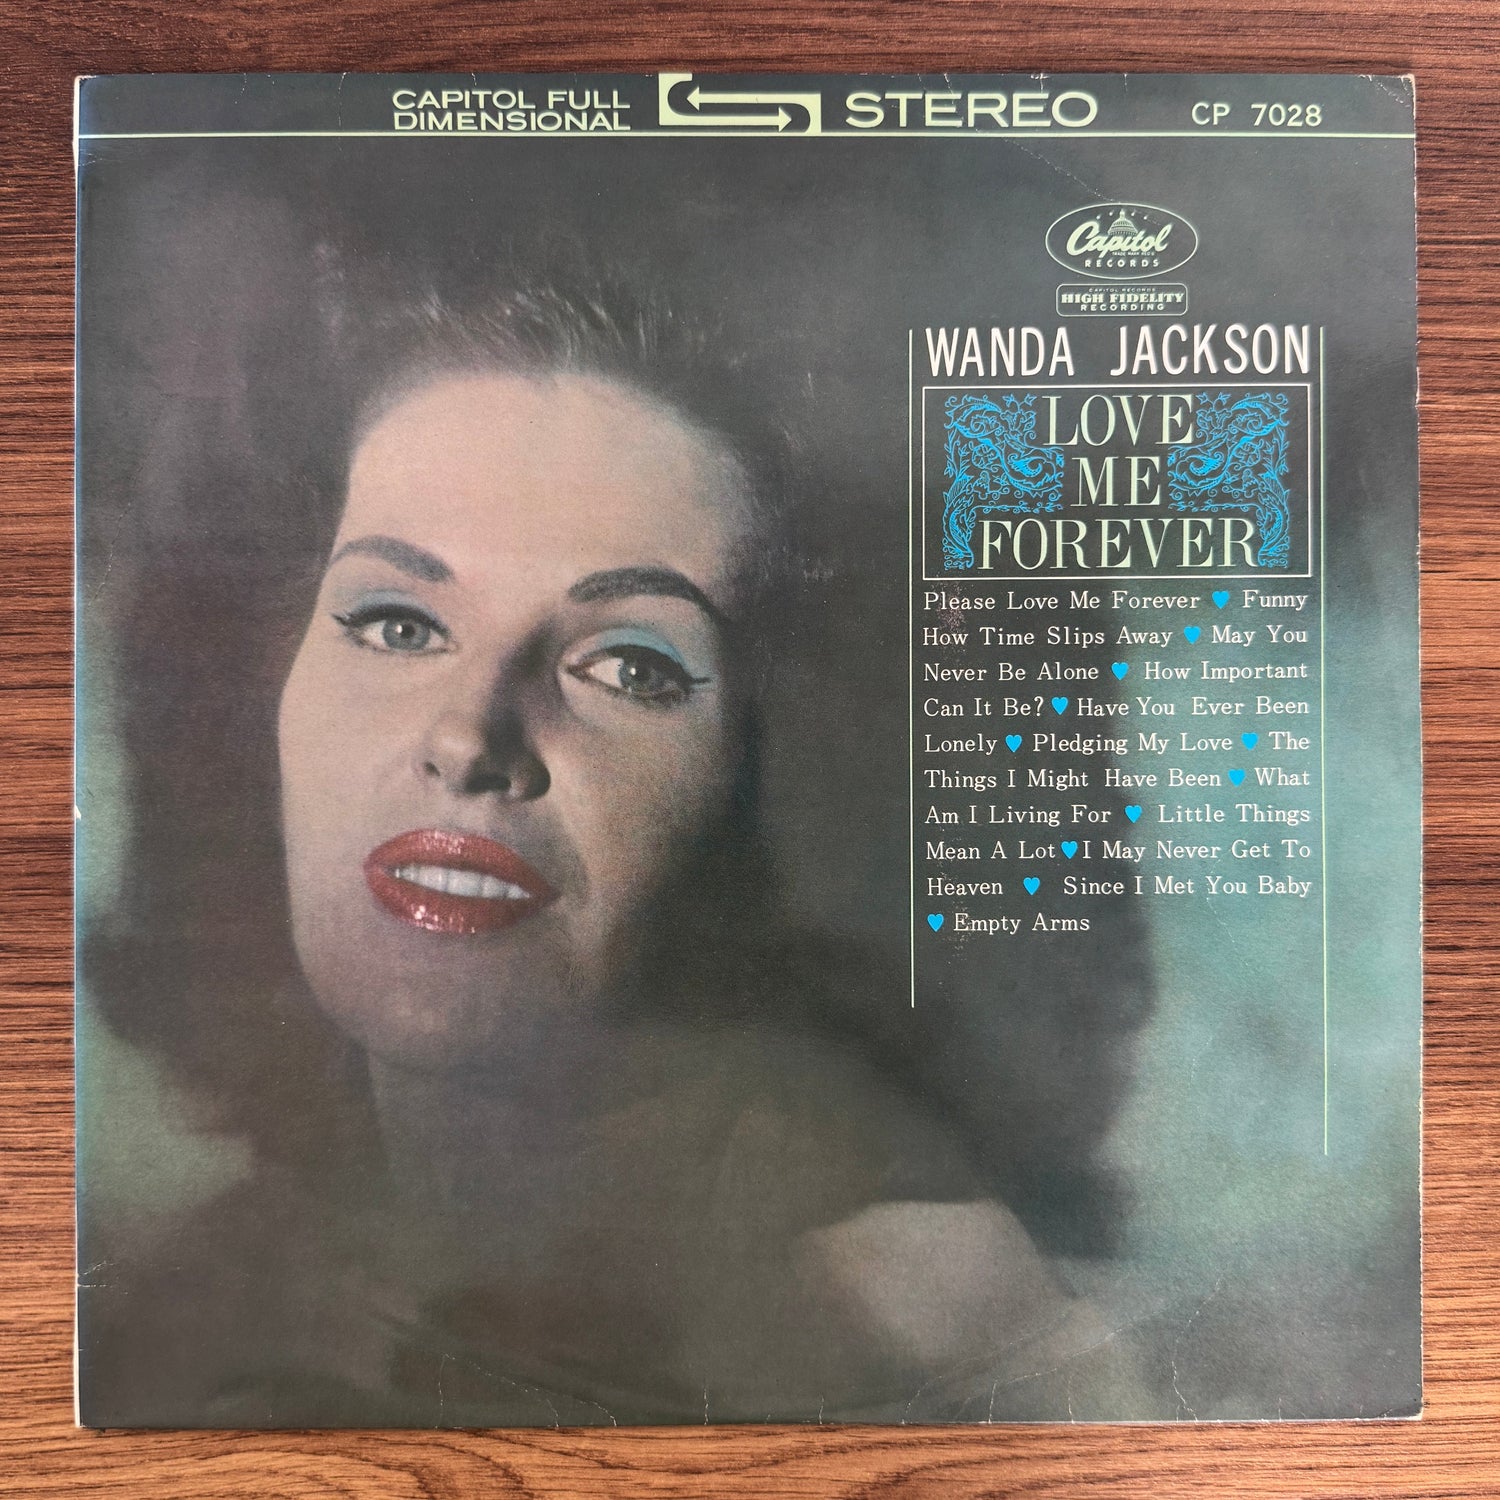 CAPITOL FULL
DIMENSIONAL
STEREO
CP 7028
Capitol
RECORDS
CAPITOL RECORDS
HIGH FIDELITY
RECORDING
WANDA JACKSON
LOVE
ME
FOREVER
Please Love Me Forever ♥ Funny
How Time Slips Away ♥ May You
Never Be Alone ♥ How Important
Can It Be? ♥ Have You Ever Been
Lonely ♥ Pledging My Love ♥ The
Things I Might Have Been ♥ What
Am I Living For ♥ Little Things
Mean A Lot ♥ I May Never Get To
Heaven ♥ Since I Met You Baby
♥ Empty Arms